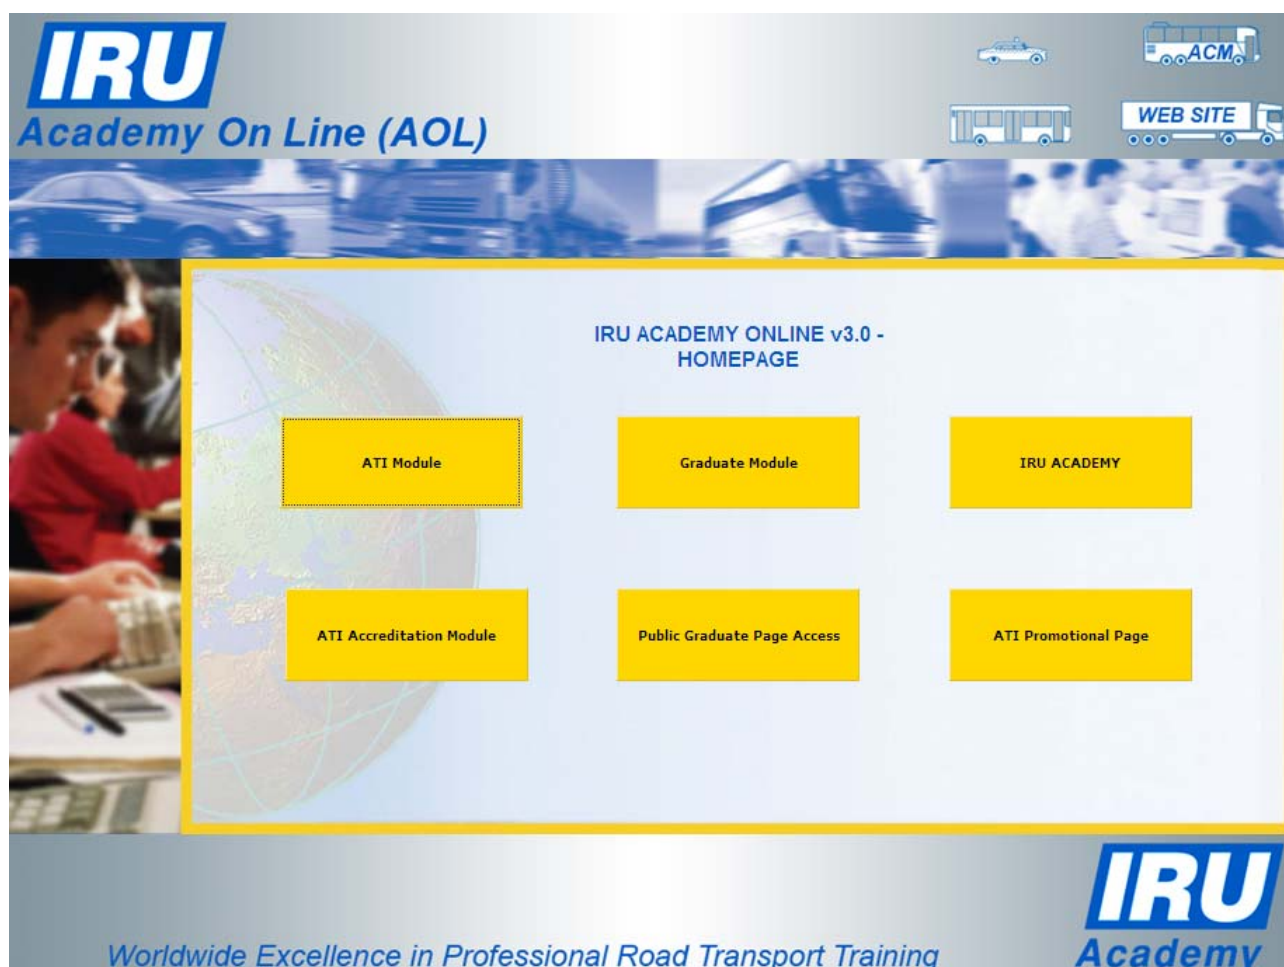 IRU
Academy On Line (AOL)
ACM
WEB SITE
IRU ACADEMY ONLINE v3.0 -
HOMEPAGE
ATI Module
Graduate Module
IRU ACADEMY
ATI Accreditation Module
Public Graduate Page Access
ATI Promotional Page
IRU
Academy
Worldwide Excellence in Professional Road Transport Training